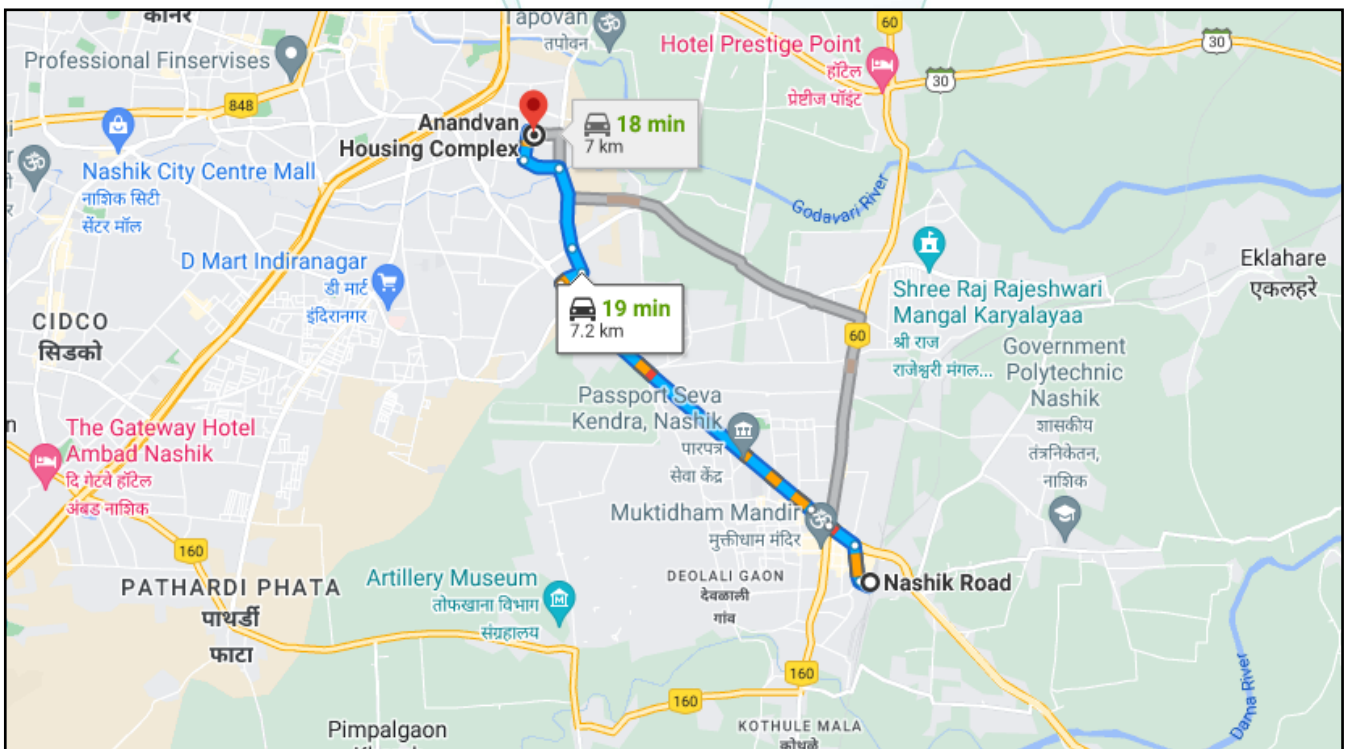 कानर
Tapovan
तपोवन
60
30
Professional Finservises
Hotel Prestige Point
हॉटेल
प्रेष्टीज पॉइंट
30
848
Anandvan
Housing Complex
18 min
7 km
Nashik City Centre Mall
नाशिक सिटी
सेंटर मॉल
Godavari River
D Mart Indiranagar
डी मार्ट
इंदिरानगर
Eklahare
एकलहरे
Shree Raj Rajeshwari
Mangal Karyalayaa
श्री राज
राजेश्वरी मंगल...
19 min
7.2 km
CIDCO
सिडको
60
Government
Polytechnic
Nashik
शासकीय
तंत्रनिकेतन,
नाशिक
Passport Seva
Kendra, Nashik
पारपत्र
सेवा केंद्र
The Gateway Hotel
Ambad Nashik
दि गेटवे हॉटेल
अंबड नाशिक
Muktidham Mandir
मुक्तीधाम मंदिर
160
PATHARDI PHATA
पाथर्डी
फाटा
Artillery Museum
तोफखाना विभाग
संग्रहालय
DEOLALI GAON
देवळाली
गांव
Nashik Road
160
160
Darna River
Pimpalgaon
KOTHULE MALA
कोथुळे